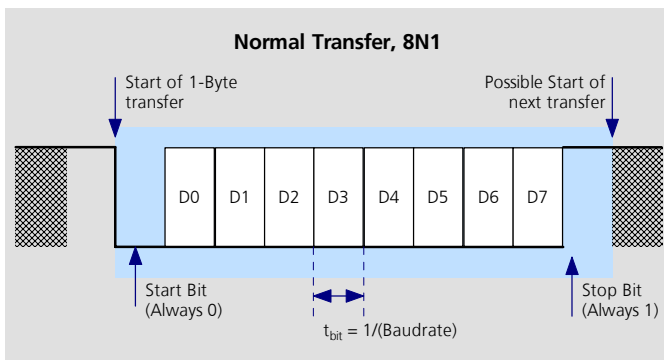 Normal Transfer, 8N1
Start of 1-Byte
transfer
Possible Start of
next transfer
D0 D1 D2 D3 D4 D5 D6 D7
Start Bit
(Always 0)
Stop Bit
(Always 1)
tbit = 1/(Baudrate)